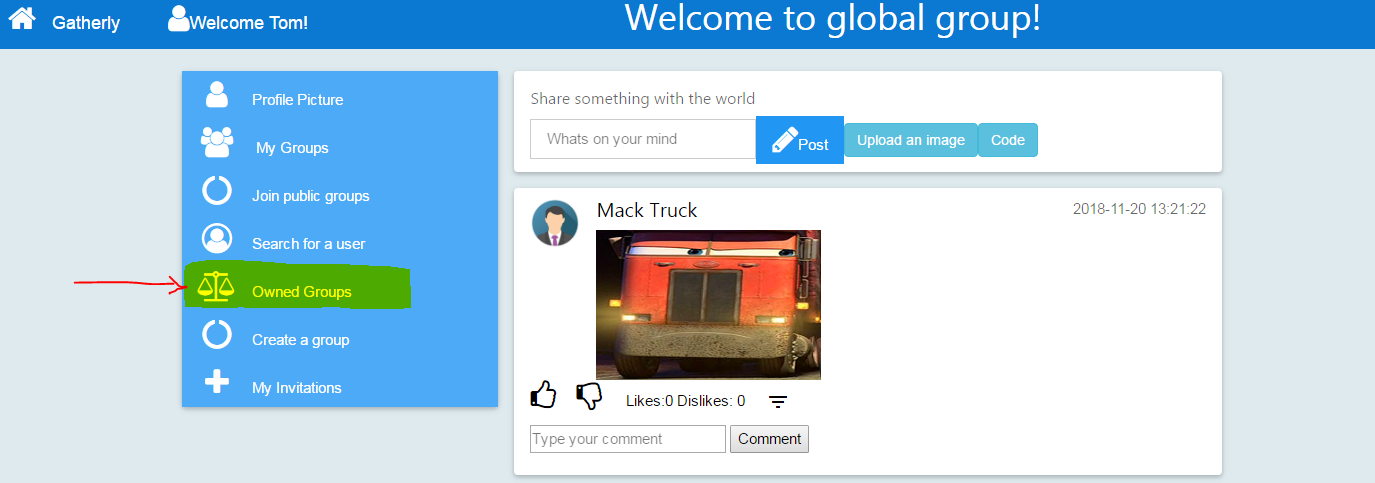 Gatherly
Welcome Tom!
Welcome to global group!
Profile Picture
My Groups
Join public groups
Search for a user
Owned Groups
Create a group
My Invitations
Share something with the world
Whats on your mind
Post
Upload an image
Code
Mack Truck
2018-11-20 13:21:22
Likes:0 Dislikes: 0
Type your comment
Comment